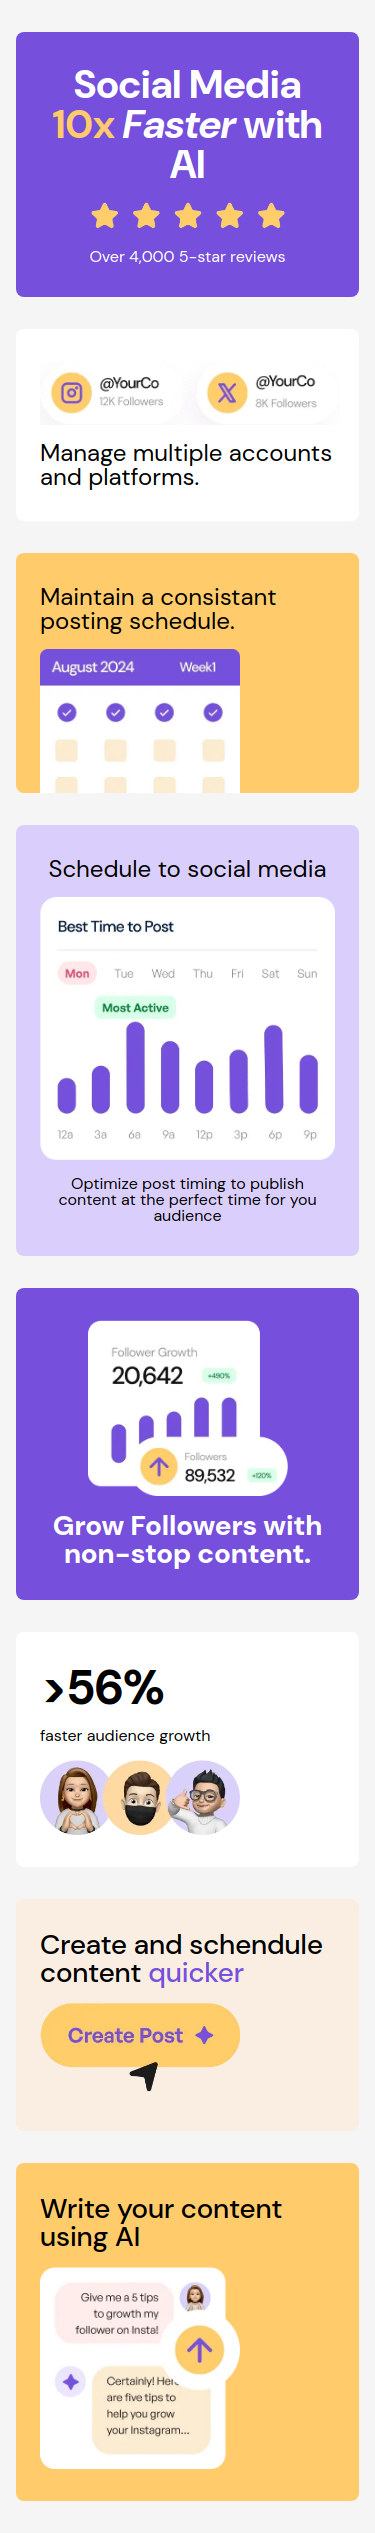 Social Media
10x Faster with
AI
Over 4,000 5-star reviews
@YourCo
12K Followers
@YourCo
8K Followers
Manage multiple accounts
and platforms.
Maintain a consistant
posting schedule.
August 2024 Week1
Schedule to social media
Best Time to Post
Mon Tue Wed Thu Fri Sat Sun
Most Active
12a 3a 6a 9a 12p 3p 6p 9p
Optimize post timing to publish
content at the perfect time for you
audience
Follower Growth
20,642 +490%
Followers
89,532 +120%
Grow Followers with
non-stop content.
>56%
faster audience growth
Create and schendule
content quicker
Create Post
Write your content
using AI
Give me a 5 tips
to growth my
follower on Insta!
Certainly! Here
are five tips to
help you grow
your Instagram...